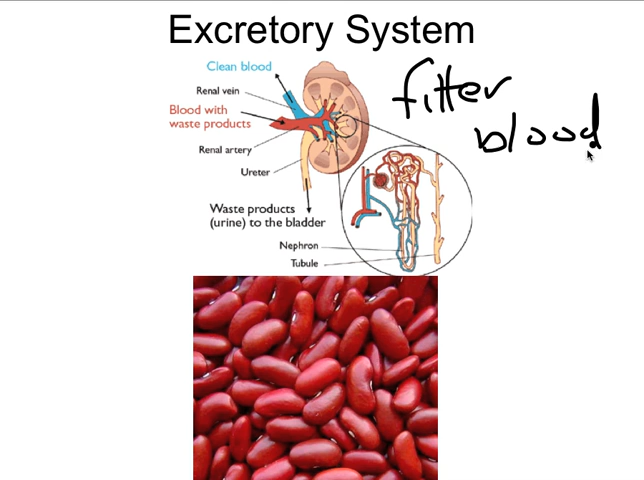 Excretory System
Clean blood
Renal vein
Blood with
waste products
Renal artery
Ureter
Waste products
(urine) to the bladder
Nephron
Tubule
filter
blood